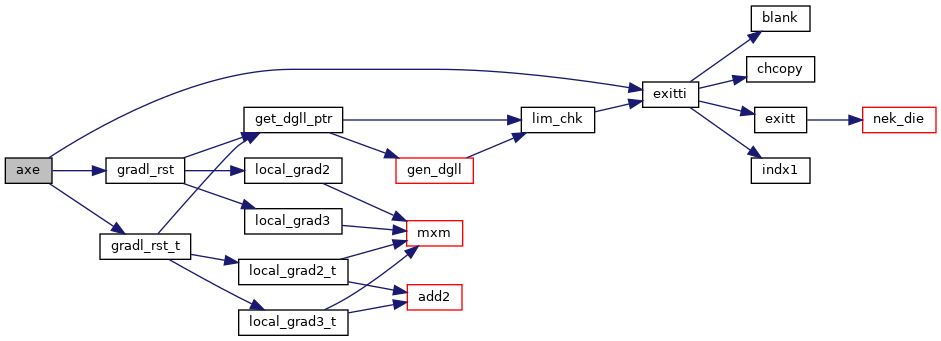 blank
chcopy
exitti
get_dgll_ptr
lim_chk
exitt
nek_die
axe
gradl_rst
local_grad2
gen_dgll
indx1
local_grad3
mxm
gradl_rst_t
local_grad2_t
add2
local_grad3_t